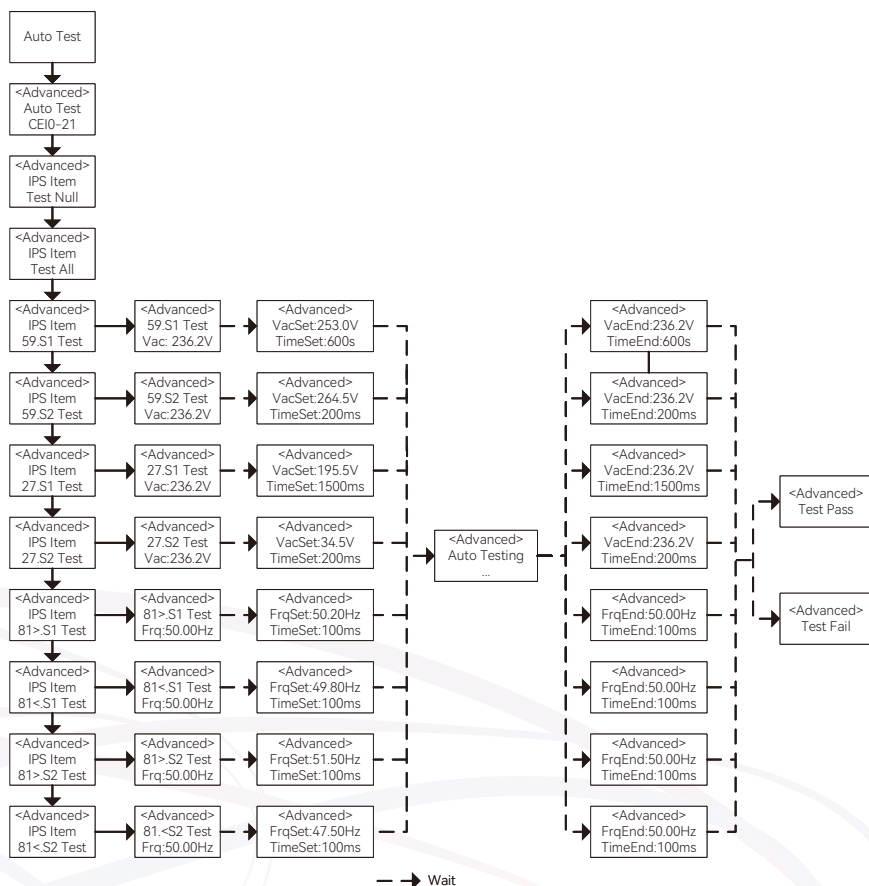 Auto Test
<Advanced>
Auto Test
CEI0-21
<Advanced>
IPS Item
Test Null
<Advanced>
IPS Item
Test All
<Advanced>
IPS Item
59.S1 Test
<Advanced>
59.S1 Test
Vac: 236.2V
<Advanced>
VacSet:253.0V
TimeSet:600s
<Advanced>
VacEnd:236.2V
TimeEnd:600s
<Advanced>
IPS Item
59.S2 Test
<Advanced>
59.S2 Test
Vac:236.2V
<Advanced>
VacSet:264.5V
TimeSet:200ms
<Advanced>
VacEnd:236.2V
TimeEnd:200ms
<Advanced>
IPS Item
27.S1 Test
<Advanced>
27.S1 Test
Vac:236.2V
<Advanced>
VacSet:195.5V
TimeSet:1500ms
<Advanced>
VacEnd:236.2V
TimeEnd:1500ms
<Advanced>
IPS Item
27.S2 Test
<Advanced>
27.S2 Test
Vac:236.2V
<Advanced>
VacSet:34.5V
TimeSet:200ms
<Advanced>
Auto Testing
...
<Advanced>
VacEnd:236.2V
TimeEnd:200ms
<Advanced>
Test Pass
<Advanced>
IPS Item
81>.S1 Test
<Advanced>
81>.S1 Test
Frq:50.00Hz
<Advanced>
FrqSet:50.20Hz
TimeSet:100ms
<Advanced>
FrqEnd:50.00Hz
TimeEnd:100ms
<Advanced>
Test Fail
<Advanced>
IPS Item
81<.S1 Test
<Advanced>
81<.S1 Test
Frq:50.00Hz
<Advanced>
FrqSet:49.80Hz
TimeSet:100ms
<Advanced>
FrqEnd:50.00Hz
TimeEnd:100ms
<Advanced>
IPS Item
81>.S2 Test
<Advanced>
81>.S2 Test
Frq:50.00Hz
<Advanced>
FrqSet:51.50Hz
TimeSet:100ms
<Advanced>
FrqEnd:50.00Hz
TimeEnd:100ms
<Advanced>
IPS Item
81<.S2 Test
<Advanced>
81.<S2 Test
Frq:50.00Hz
<Advanced>
FrqSet:47.50Hz
TimeSet:100ms
<Advanced>
FrqEnd:50.00Hz
TimeEnd:100ms
Wait